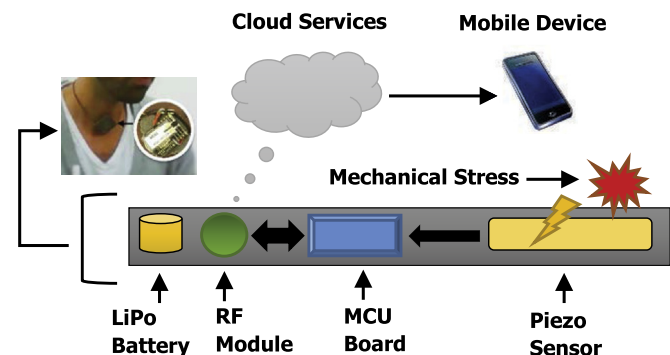 Cloud Services
Mobile Device
Mechanical Stress
LiPo
Battery
RF
Module
MCU
Board
Piezo
Sensor